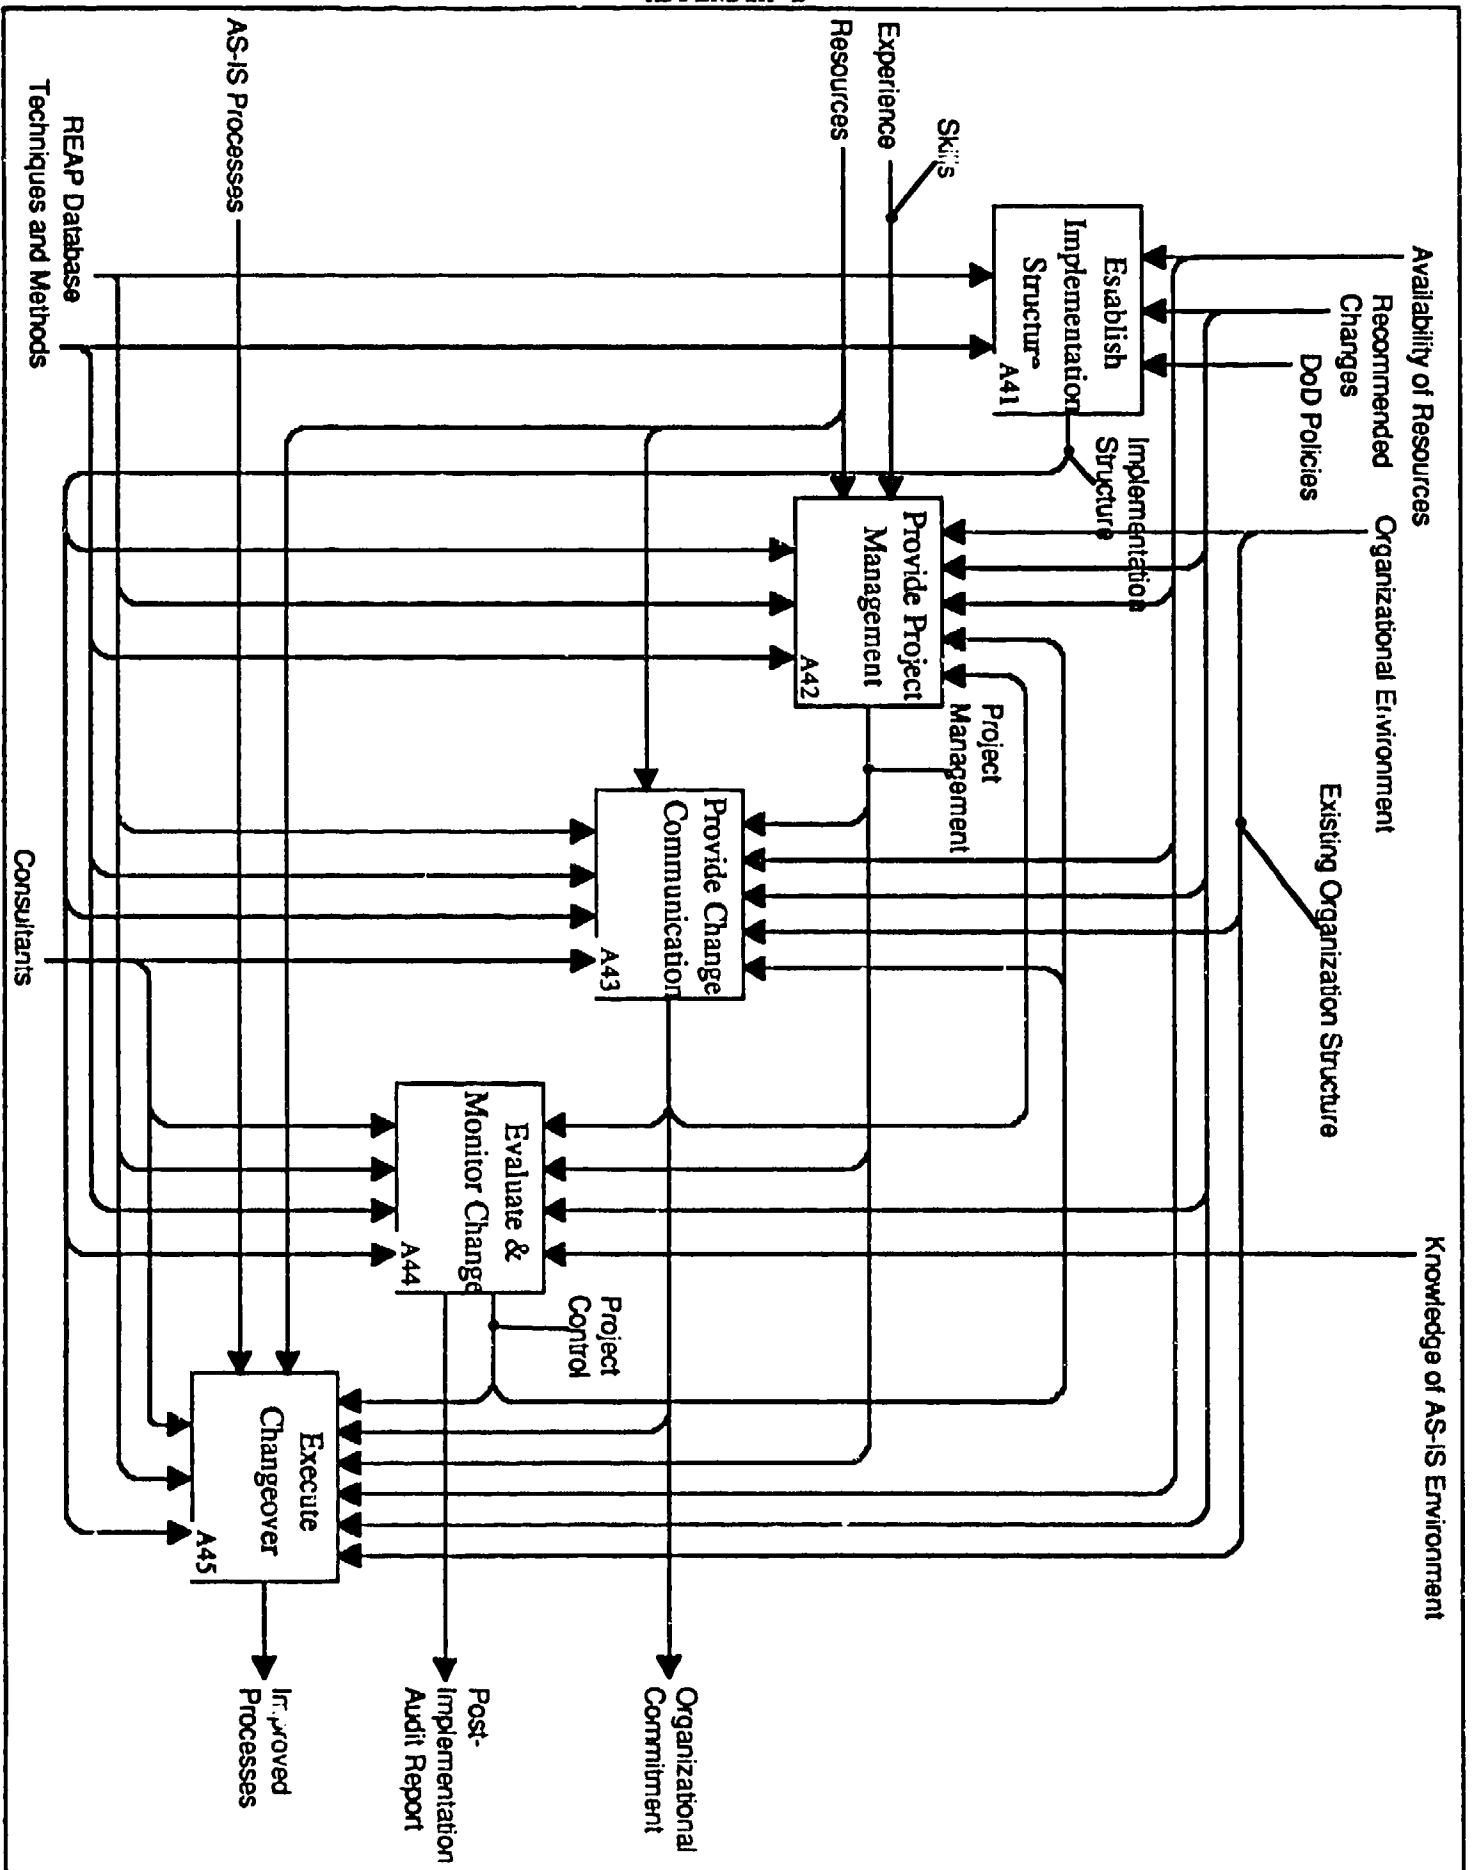 Availability of Resources
Recommended
Changes
DoD Policies
Organizational Environment
Existing Organization Structure
Knowledge of AS-IS Environment
Skills
Experience
Resources
AS-IS Processes
REAP Database
Techniques and Methods
Consultants
Establish
Implementation
Structure
A41
Implementation
Structure
Provide Project
Management
A42
Project
Management
Provide Change
Communication
A43
Evaluate &
Monitor Change
A44
Project
Control
Execute
Changeover
A45
Organizational
Commitment
Post-
Implementation
Audit Report
Improved
Processes